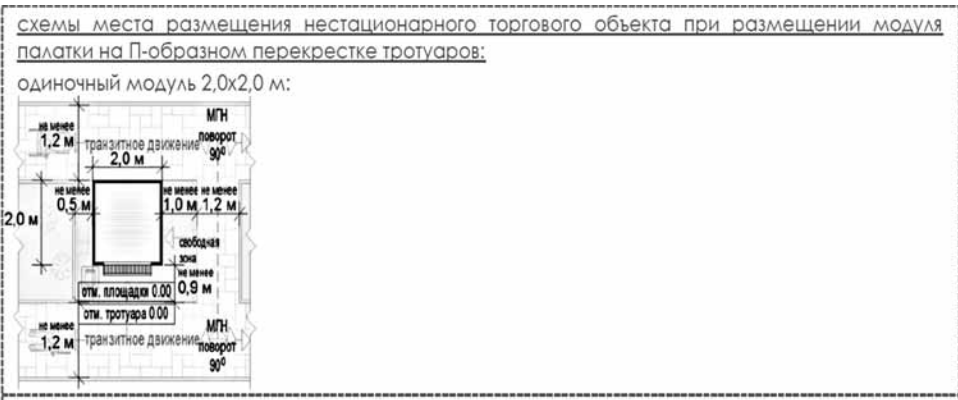 схемы места размещения нестационарного торгового объекта при размещении модуля
палатки на П-образном перекрестке тротуаров:
одиночный модуль 2,0х2,0 м:
МГН
не менее
1,2 м
транзитное движение
поворот
90⁰
2,0 м
не менее
0,5 м
не менее
1,0 м
не менее
1,2 м
2,0 м
свободная
зона
не менее
0,9 м
отм. площадки 0.00
отм. тротуара 0.00
не менее
1,2 м
транзитное движение
МГН
поворот
90⁰